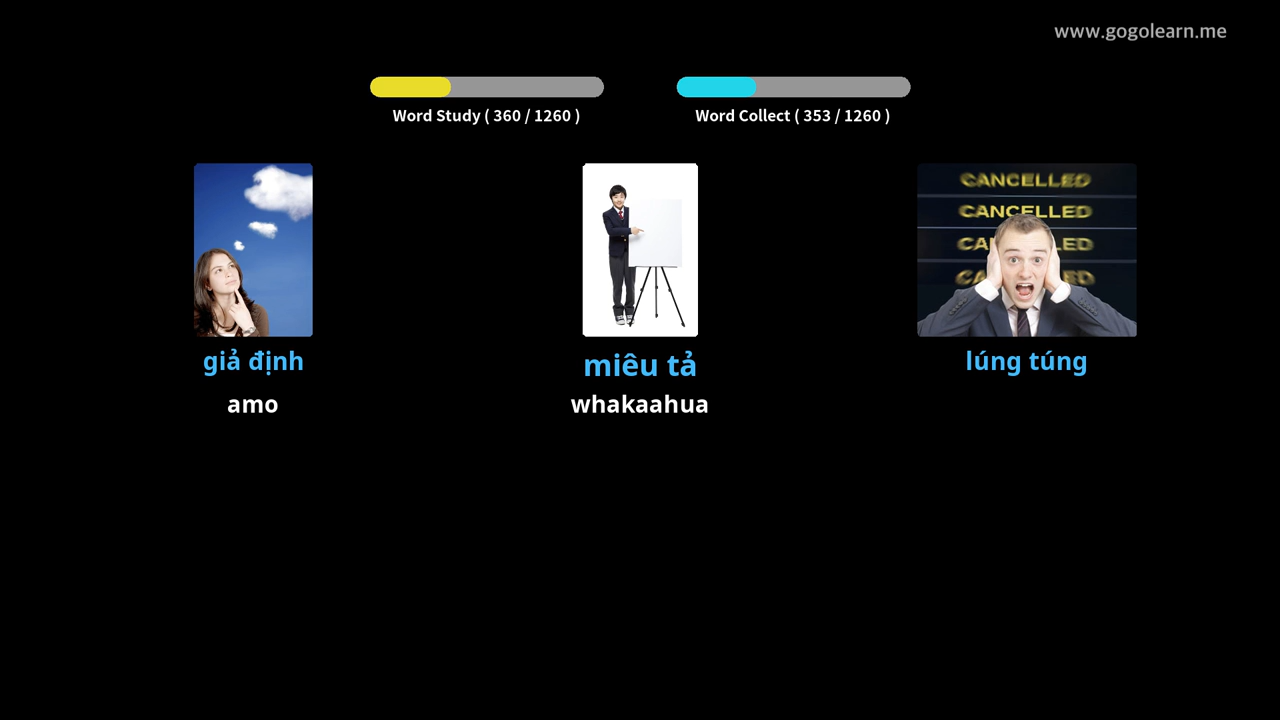 www.gogolearn.me
Word Study ( 360 / 1260 )
Word Collect ( 353 / 1260 )
CANCELLED
CANCELLED
giả định
miêu tả
lúng túng
amo
whakaahua